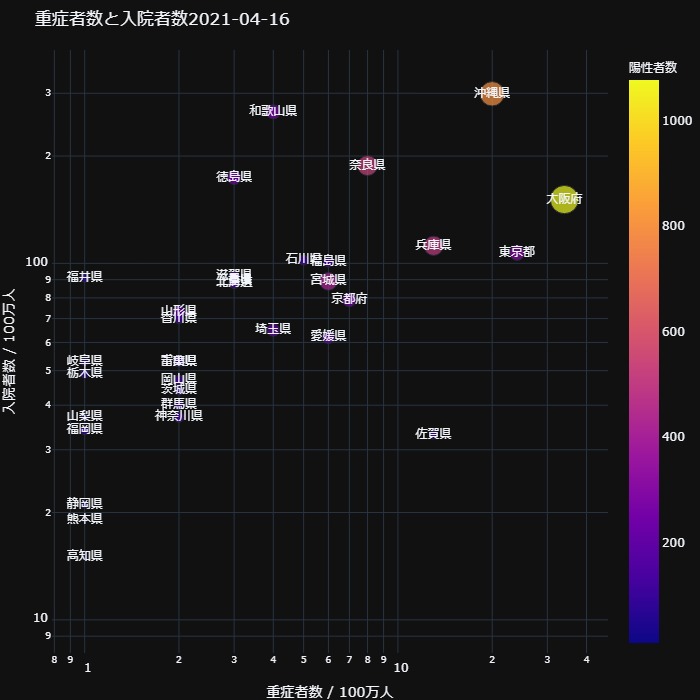 重症者数と入院者数2021-04-16
陽性者数
1000
800
600
400
200
入院者数 / 100万人
3
2
100
9
8
7
6
5
4
3
2
10
9
沖縄県
和歌山県
奈良県
徳島県
大阪府
兵庫県
東京都
石川県
福島県
福井県
滋賀県
北海道
宮城県
京都府
山形県
香川県
埼玉県
愛媛県
岐阜県
栃木県
岡山県
茨城県
群馬県
山梨県
神奈川県
福岡県
佐賀県
静岡県
熊本県
高知県
8
9
1
2
3
4
5
6
7
8
9
10
2
3
4
重症者数 / 100万人